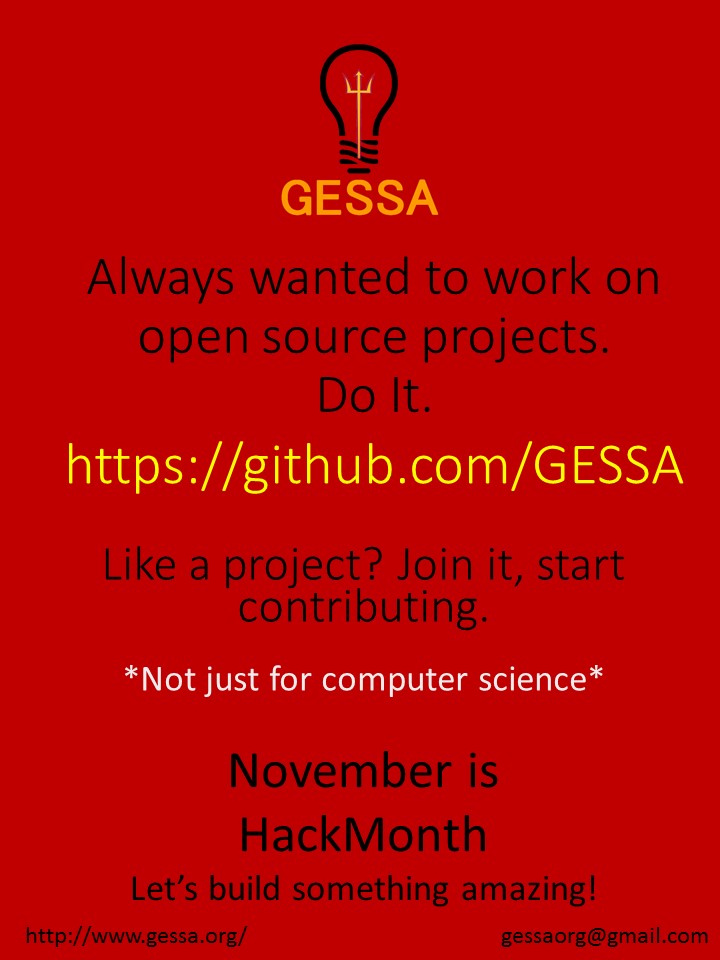 GESSA
Always wanted to work on
open source projects.
Do It.
https://github.com/GESSA
Like a project? Join it, start
contributing.
*Not just for computer science*
November is
HackMonth
Let’s build something amazing!
http://www.gessa.org/
gessaorg@gmail.com